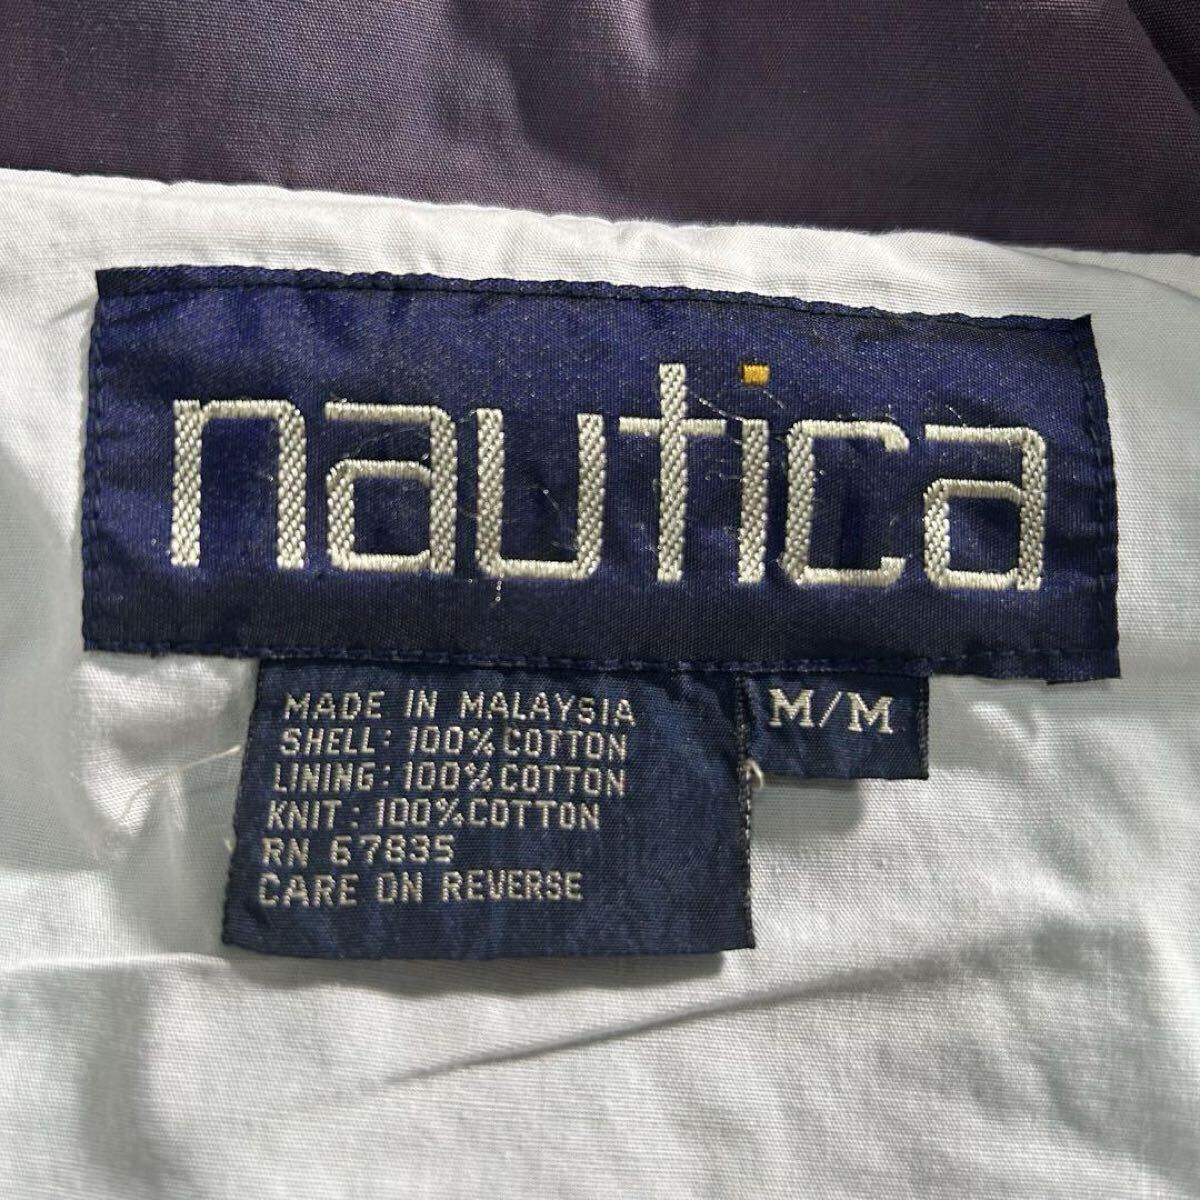 nautica
M/M
MADE IN MALAYSIA
SHELL: 100% COTTON
LINING: 100% COTTON
KNIT: 100% COTTON
RN 67835
CARE ON REVERSE